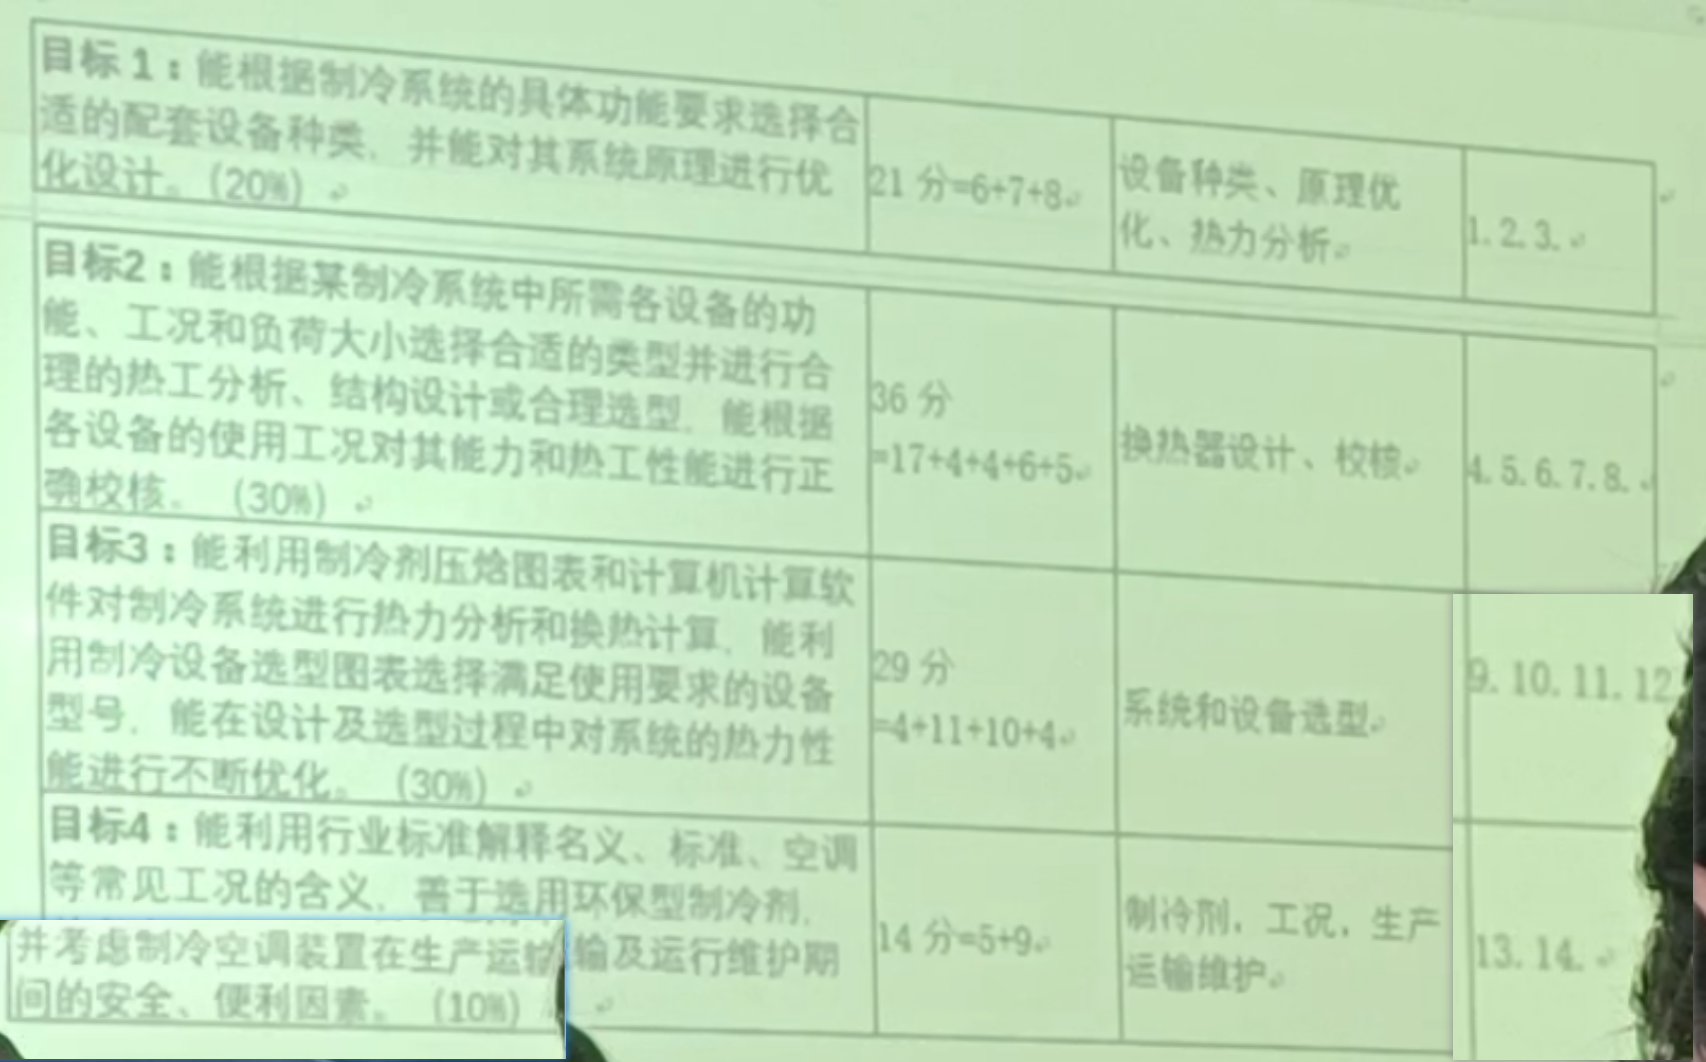 目标 1：能根据制冷系统的具体功能要求选择合
适的配套设备种类，并能对其系统原理进行优
化设计。(20%)
21 分=6+7+8
设备种类、原理优
化、热力分析
1.2.3.
目标2：能根据某制冷系统中所需各设备的功
能、工况和负荷大小选择合适的类型并进行合
理的热工分析、结构设计或合理选型，能根据
各设备的使用工况对其能力和热工性能进行正
确校核。(30%)
36 分
=17+4+4+6+5
换热器设计、校核
4.5.6.7.8.
目标3：能利用制冷剂压焓图表和计算机计算软
件对制冷系统进行热力分析和换热计算，能利
用制冷设备选型图表选择满足使用要求的设备
型号，能在设计及选型过程中对系统的热力性
能进行不断优化。(30%)
29 分
=4+11+10+4
系统和设备选型
9.10.11.12
目标4：能利用行业标准解释名义、标准、空调
等常见工况的含义，善于选用环保型制冷剂，
并考虑制冷空调装置在生产运输及运行维护期
间的安全、便利因素。(10%)
14 分=5+9
制冷剂，工况，生产
运输维护
13.14.